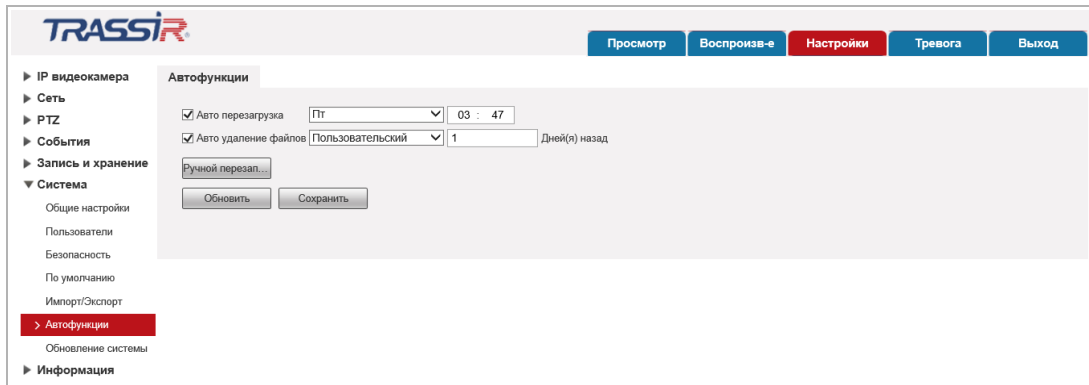 TRASSIR
Просмотр Воспроизв-е Настройки Тревога Выход
IP видеокамера
Сеть
PTZ
События
Запись и хранение
Система
Общие настройки
Пользователи
Безопасность
По умолчанию
Импорт/Экспорт
Автофункции
Обновление системы
Информация
Автофункции
Авто перезагрузка Пт 03 : 47
Авто удаление файлов Пользовательский 1 Дней(я) назад
Ручной перезап...
Обновить Сохранить